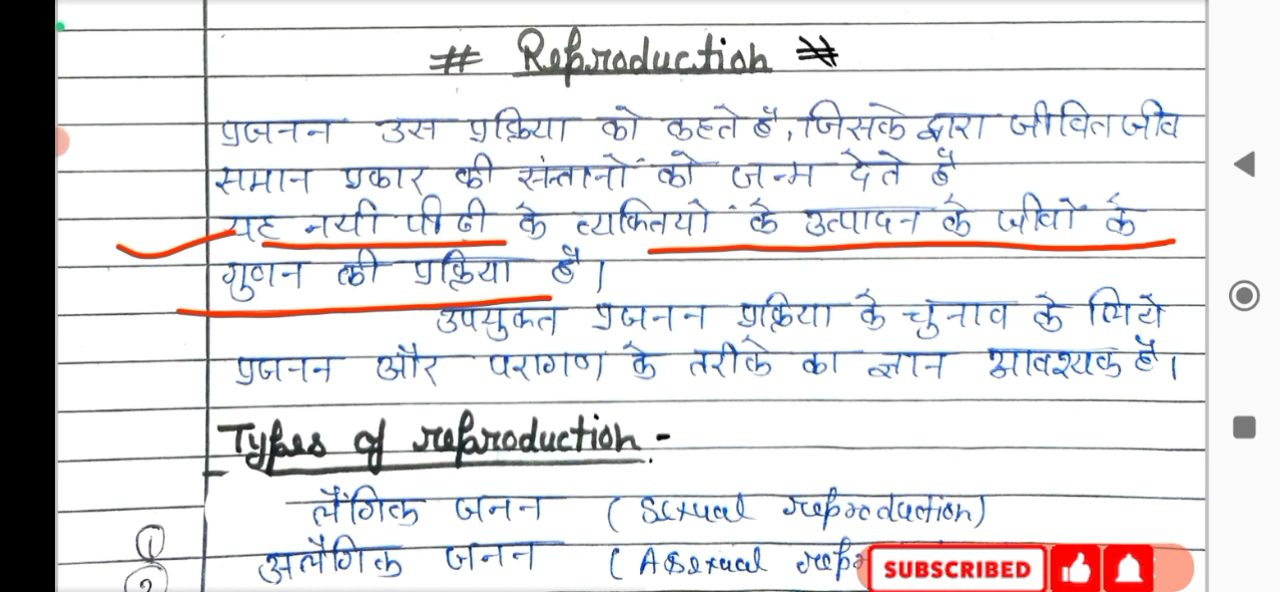 # Reproduction #
प्रजनन उस प्रक्रिया को कहते है, जिसके द्वारा जीवित जीव
समान प्रकार की संन्तानों को जन्म देते है
यह नयी पीढी के व्यक्तियों के उत्पादन के जीवों के
गुणन की प्रक्रिया है।
उपयुक्त प्रजनन प्रक्रिया के चुनाव के लिये
प्रजनन और परागण के तरीके का ज्ञान आवश्यक है।
Types of reproduction -
① लैंगिक जनन (Sexual reproduction)
② अलैंगिक जनन (Asexual
SUBSCRIBED